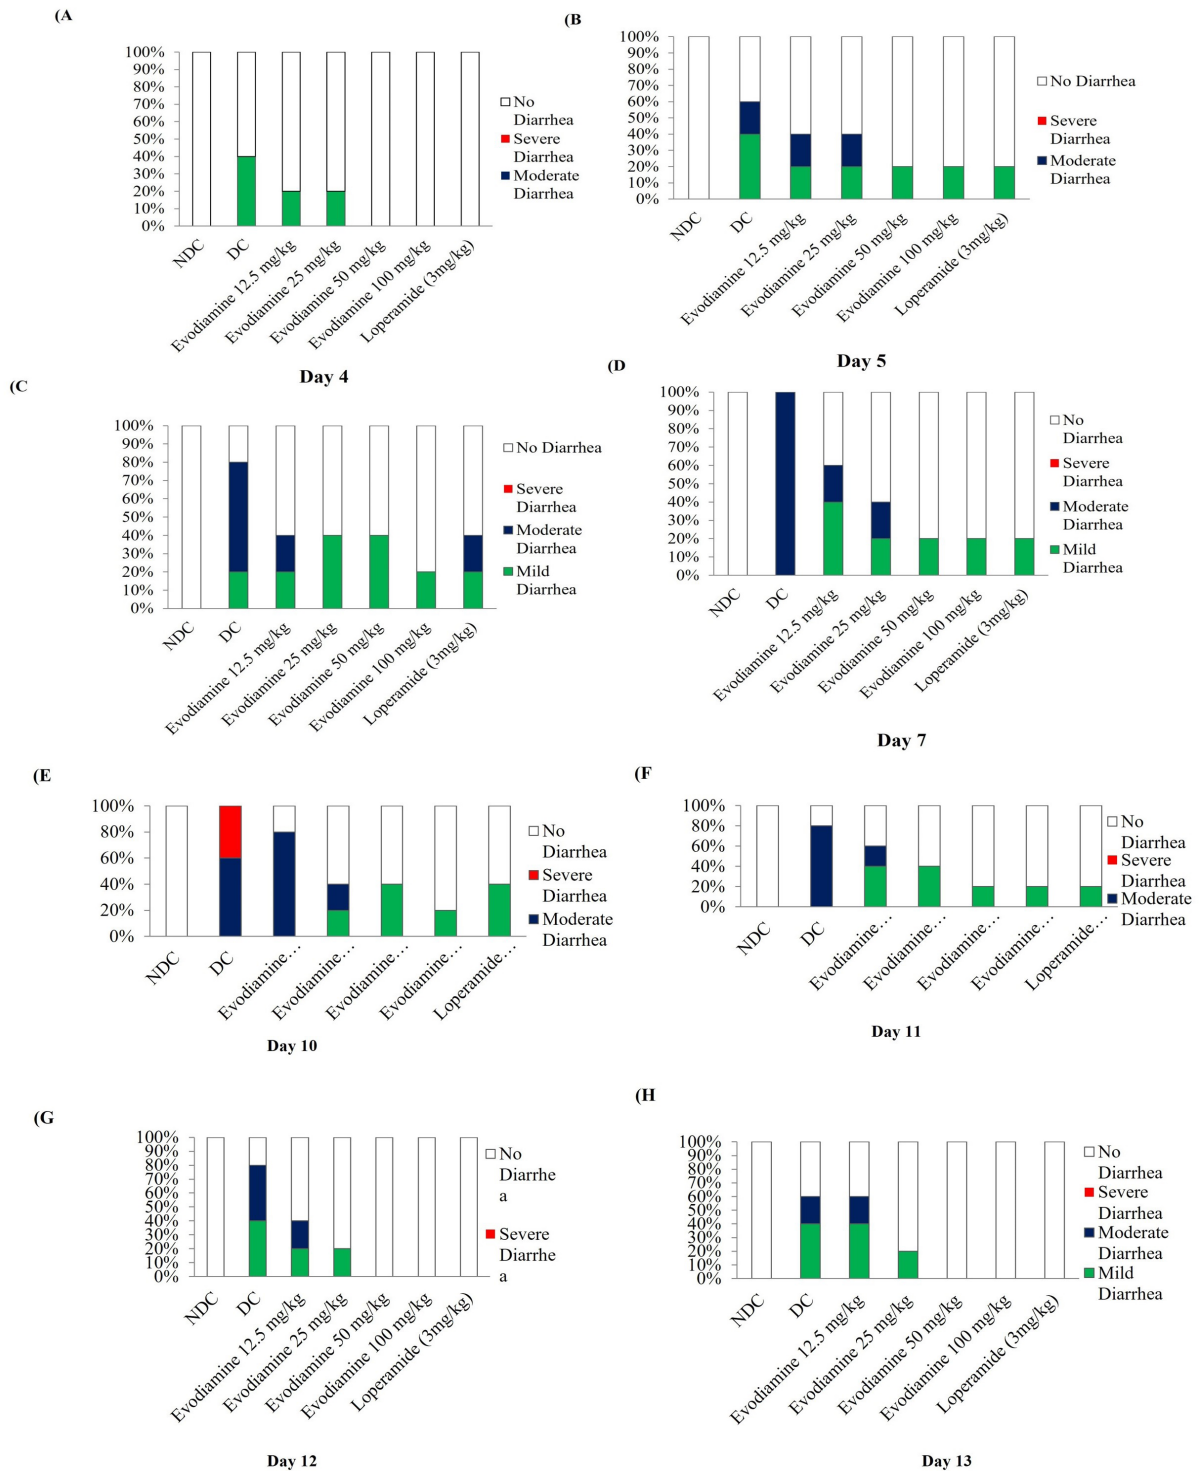 (A
100%
90%
80%
70%
60%
50%
40%
30%
20%
10%
0%
No
Diarrhea
Severe
Diarrhea
Moderate
Diarrhea
NDC
DC
Evodiamine 12.5 mg/kg
Evodiamine 25 mg/kg
Evodiamine 50 mg/kg
Evodiamine 100 mg/kg
Loperamide (3mg/kg)
Day 4
(B
100%
90%
80%
70%
60%
50%
40%
30%
20%
10%
0%
No Diarrhea
Severe
Diarrhea
Moderate
Diarrhea
NDC
DC
Evodiamine 12.5 mg/kg
Evodiamine 25 mg/kg
Evodiamine 50 mg/kg
Evodiamine 100 mg/kg
Loperamide (3mg/kg)
Day 5
(C
100%
90%
80%
70%
60%
50%
40%
30%
20%
10%
0%
No Diarrhea
Severe
Diarrhea
Moderate
Diarrhea
Mild
Diarrhea
NDC
DC
Evodiamine 12.5 mg/kg
Evodiamine 25 mg/kg
Evodiamine 50 mg/kg
Evodiamine 100 mg/kg
Loperamide (3mg/kg)
(D
100%
90%
80%
70%
60%
50%
40%
30%
20%
10%
0%
No
Diarrhea
Severe
Diarrhea
Moderate
Diarrhea
Mild
Diarrhea
NDC
DC
Evodiamine 12.5 mg/kg
Evodiamine 25 mg/kg
Evodiamine 50 mg/kg
Evodiamine 100 mg/kg
Loperamide (3mg/kg)
Day 7
(E
100%
80%
60%
40%
20%
0%
No
Diarrhea
Severe
Diarrhea
Moderate
Diarrhea
NDC
DC
Evodiamine…
Evodiamine…
Evodiamine…
Evodiamine…
Loperamide…
Day 10
(F
100%
80%
60%
40%
20%
0%
No
Diarrhea
Severe
Diarrhea
Moderate
Diarrhea
NDC
DC
Evodiamine…
Evodiamine…
Evodiamine…
Evodiamine…
Loperamide…
Day 11
(G
100%
90%
80%
70%
60%
50%
40%
30%
20%
10%
0%
No
Diarrhe
a
Severe
Diarrhe
a
NDC
DC
Evodiamine 12.5 mg/kg
Evodiamine 25 mg/kg
Evodiamine 50 mg/kg
Evodiamine 100 mg/kg
Loperamide (3mg/kg)
Day 12
(H
100%
90%
80%
70%
60%
50%
40%
30%
20%
10%
0%
No
Diarrhea
Severe
Diarrhea
Moderate
Diarrhea
Mild
Diarrhea
NDC
DC
Evodiamine 12.5 mg/kg
Evodiamine 25 mg/kg
Evodiamine 50 mg/kg
Evodiamine 100 mg/kg
Loperamide (3mg/kg)
Day 13